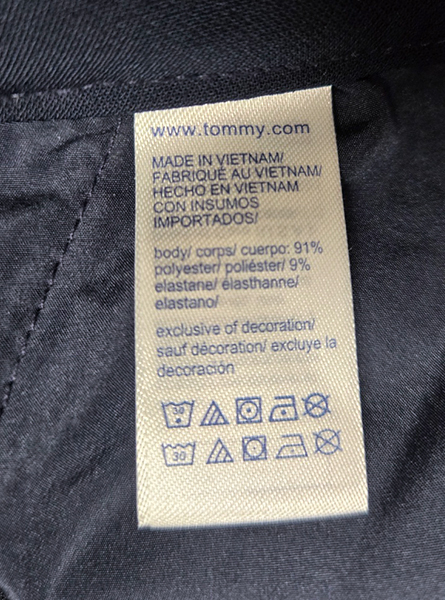 www.tommy.com
MADE IN VIETNAM/
FABRIQUÉ AU VIETNAM/
HECHO EN VIETNAM
CON INSUMOS
IMPORTADOS/
body/ corps/ cuerpo: 91%
polyester/ poliéster/ 9%
elastane/ élasthanne/
elastano/
exclusive of decoration/
sauf décoration/ excluye la
decoración
30
30